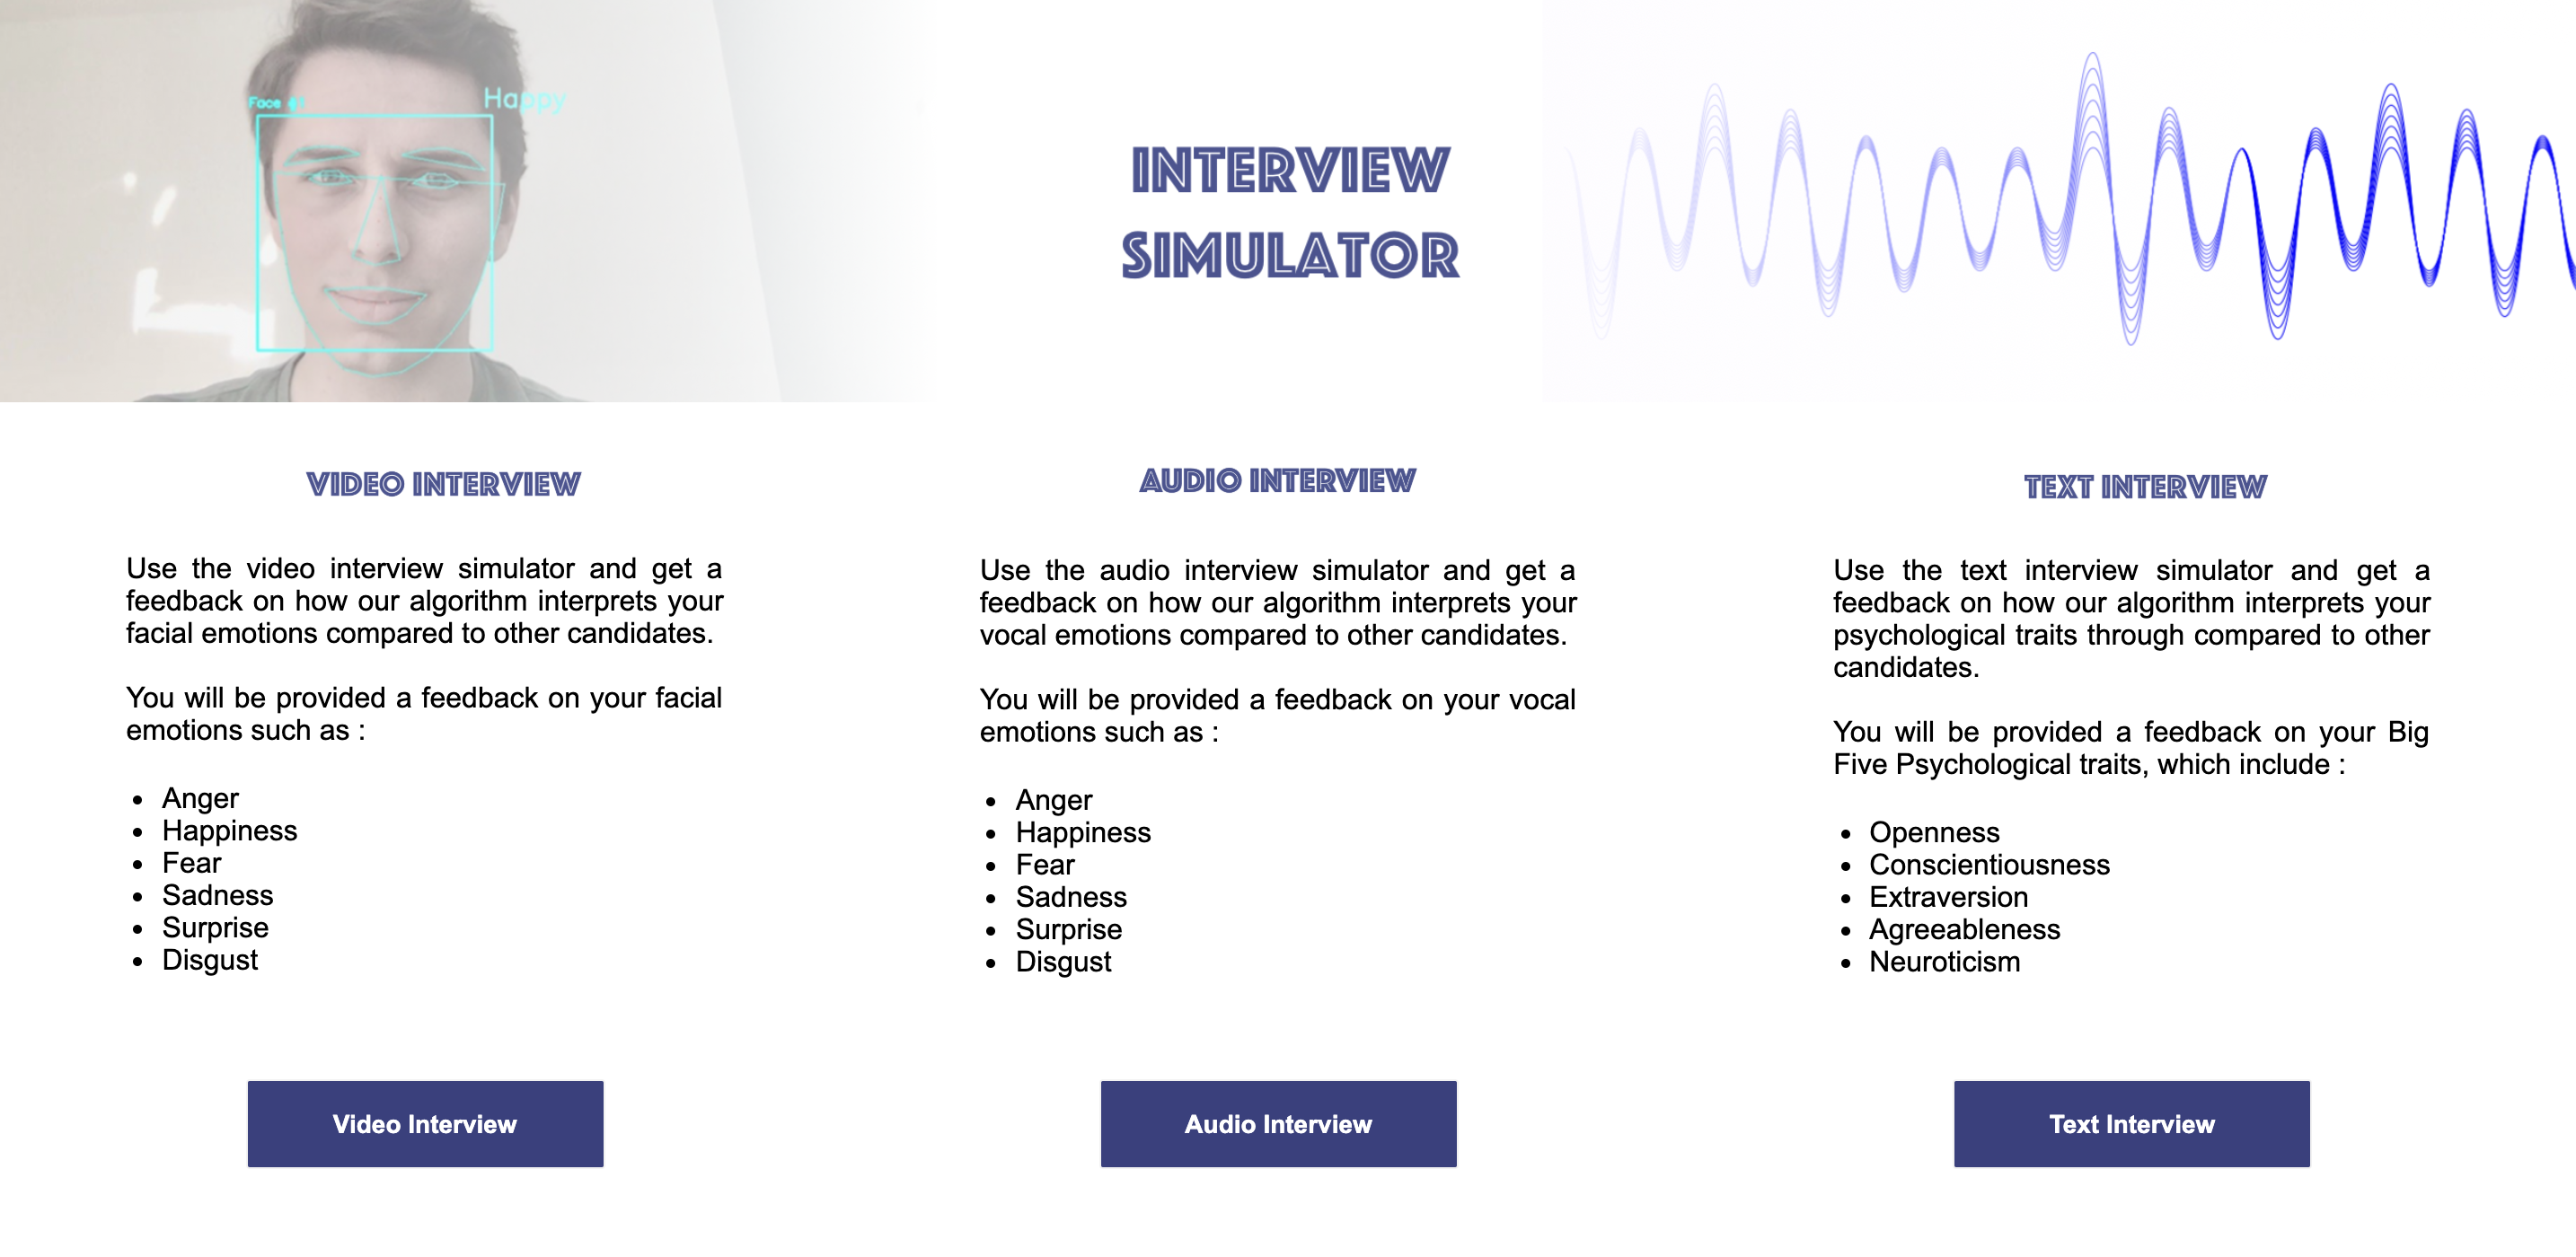 Face #1
Happy
INTERVIEW
SIMULATOR
VIDEO INTERVIEW
Use the video interview simulator and get a
feedback on how our algorithm interprets your
facial emotions compared to other candidates.
You will be provided a feedback on your facial
emotions such as :
• Anger
• Happiness
• Fear
• Sadness
• Surprise
• Disgust
Video Interview
AUDIO INTERVIEW
Use the audio interview simulator and get a
feedback on how our algorithm interprets your
vocal emotions compared to other candidates.
You will be provided a feedback on your vocal
emotions such as :
• Anger
• Happiness
• Fear
• Sadness
• Surprise
• Disgust
Audio Interview
TEXT INTERVIEW
Use the text interview simulator and get a
feedback on how our algorithm interprets your
psychological traits through compared to other
candidates.
You will be provided a feedback on your Big
Five Psychological traits, which include :
• Openness
• Conscientiousness
• Extraversion
• Agreeableness
• Neuroticism
Text Interview